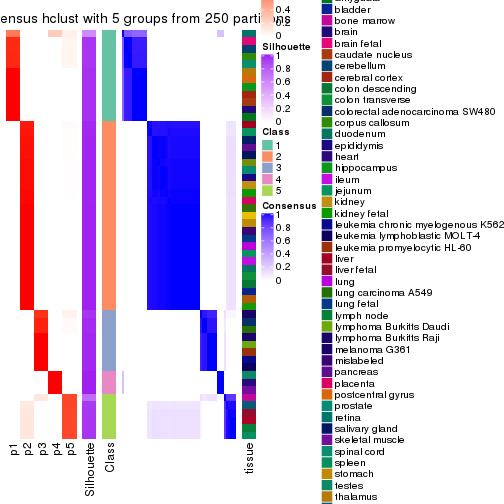 ensus hclust with 5 groups from 250 partitions
0.4
0.2
0
Silhouette
1
0.8
0.6
0.4
0.2
0
Class
1
2
3
4
5
Consensus
1
0.8
0.6
0.4
0.2
0
bladder
bone marrow
brain
brain fetal
caudate nucleus
cerebellum
cerebral cortex
colon descending
colon transverse
colorectal adenocarcinoma SW480
corpus callosum
duodenum
epididymis
heart
hippocampus
ileum
jejunum
kidney
kidney fetal
leukemia chronic myelogenous K562
leukemia lymphoblastic MOLT-4
leukemia promyelocytic HL-60
liver
liver fetal
lung
lung carcinoma A549
lung fetal
lymph node
lymphoma Burkitts Daudi
lymphoma Burkitts Raji
melanoma G361
mislabeled
pancreas
placenta
postcentral gyrus
prostate
retina
salivary gland
skeletal muscle
spinal cord
spleen
stomach
testes
thalamus
p1
p2
p3
p4
p5
Silhouette
Class
tissue